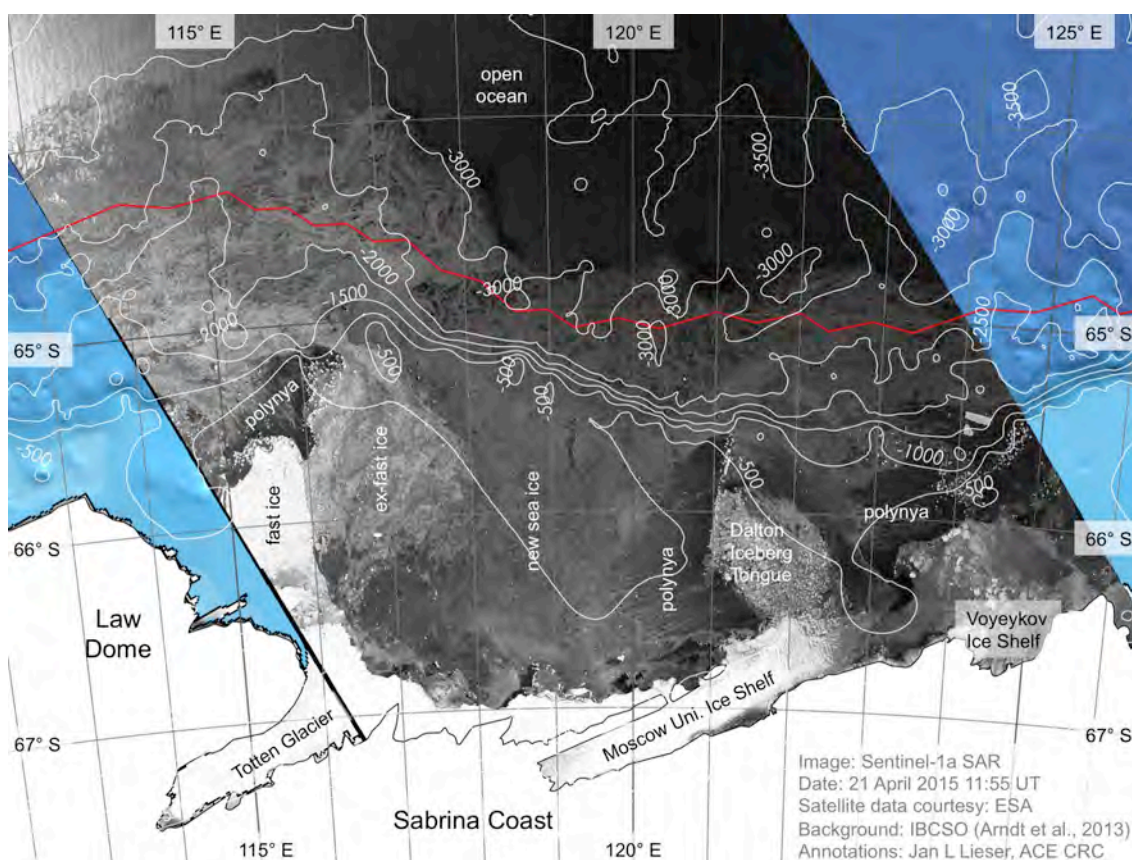 115° E
120° E
125° E
open
ocean
-3500
-3500
-3000
-3000
-3000
-2000
-3000
-3000
-3000
-2500
-1500
-2000
65° S
65° S
-3000
-500
-500
-500
polynya
-500
-1000
-500
-500
fast ice
ex-fast ice
new sea ice
polynya
polynya
Dalton
Iceberg
Tongue
66° S
66° S
Law
Dome
Voyeykov
Ice Shelf
67° S
67° S
Totten Glacier
Moscow Uni. Ice Shelf
Sabrina Coast
115° E
120° E
Image: Sentinel-1a SAR
Date: 21 April 2015 11:55 UT
Satellite data courtesy: ESA
Background: IBCSO (Arndt et al., 2013)
Annotations: Jan L Lieser, ACE CRC